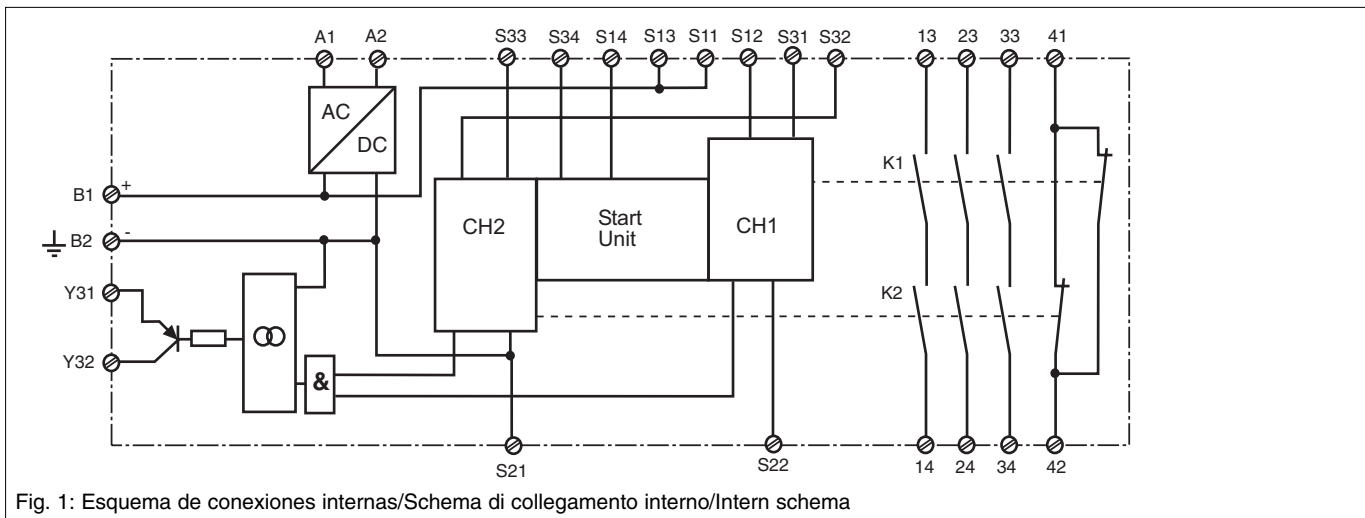 A1 A2 S33 S34 S14 S13 S11 S12 S31 S32 13 23 33 41
AC
DC
B1 +
K1
CH2 Start Unit CH1
B2 -
Y31
K2
Y32
&
S21 S22 14 24 34 42
Fig. 1: Esquema de conexiones internas/Schema di collegamento interno/Intern schema